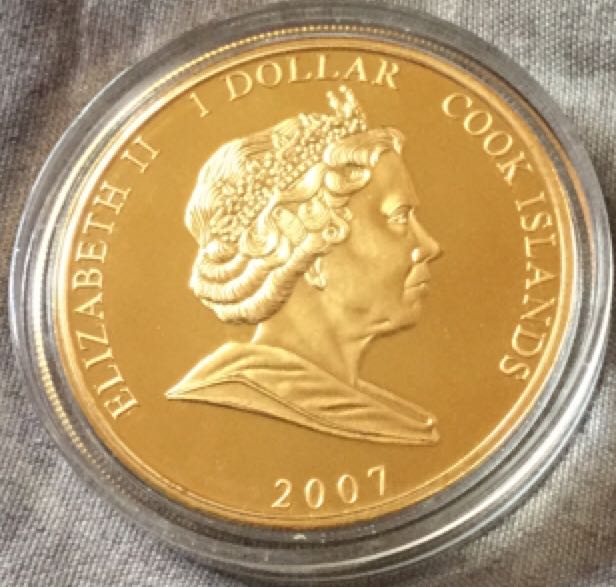 ELIZABETH II
1 DOLLAR
COOK ISLANDS
2007